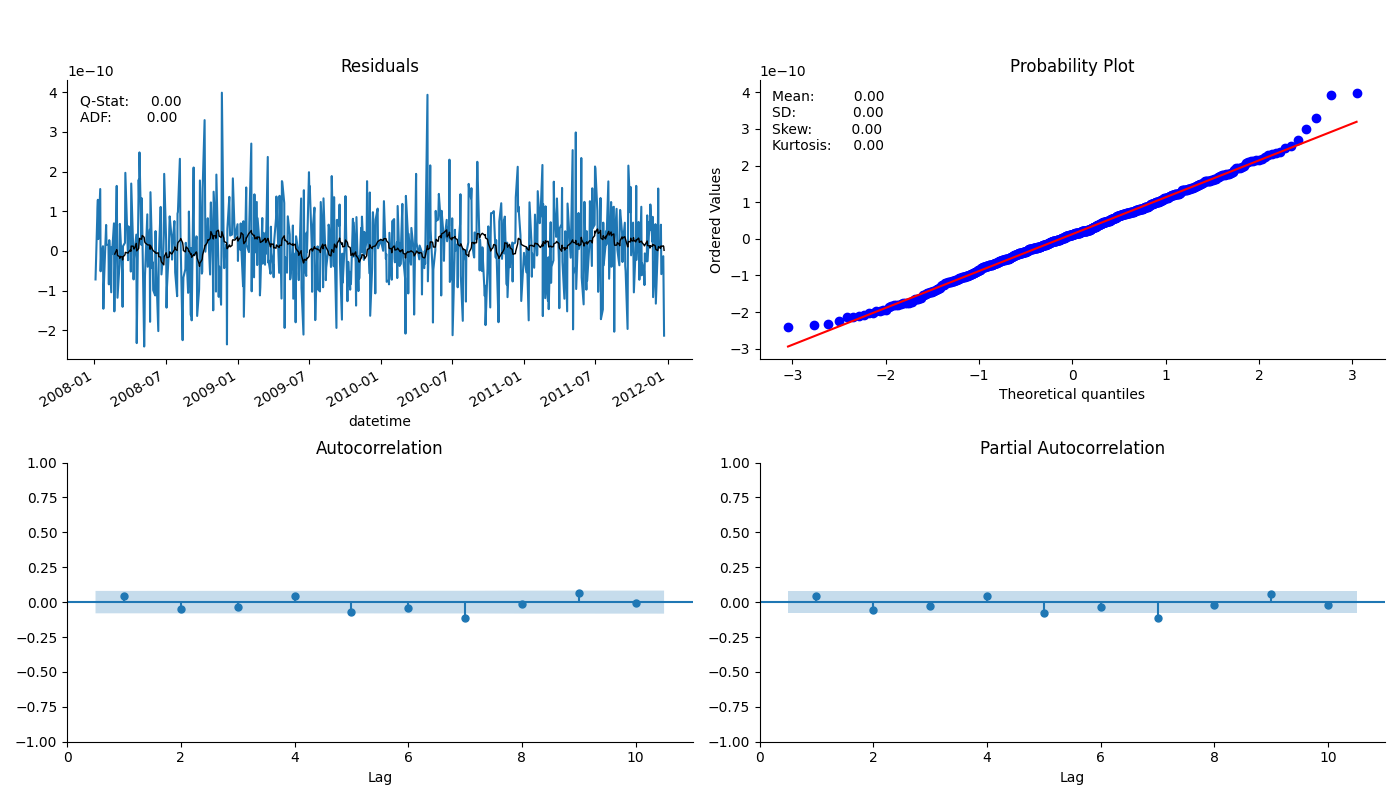 Residuals
1e−10
Q-Stat: 0.00
ADF: 0.00
4
3
2
1
0
−1
−2
2008-01
2008-07
2009-01
2009-07
2010-01
2010-07
2011-01
2011-07
2012-01
datetime
Probability Plot
1e−10
Mean: 0.00
SD: 0.00
Skew: 0.00
Kurtosis: 0.00
Ordered Values
4
3
2
1
0
−1
−2
−3
−3 −2 −1 0 1 2 3
Theoretical quantiles
Autocorrelation
1.00
0.75
0.50
0.25
0.00
−0.25
−0.50
−0.75
−1.00
0 2 4 6 8 10
Lag
Partial Autocorrelation
1.00
0.75
0.50
0.25
0.00
−0.25
−0.50
−0.75
−1.00
0 2 4 6 8 10
Lag